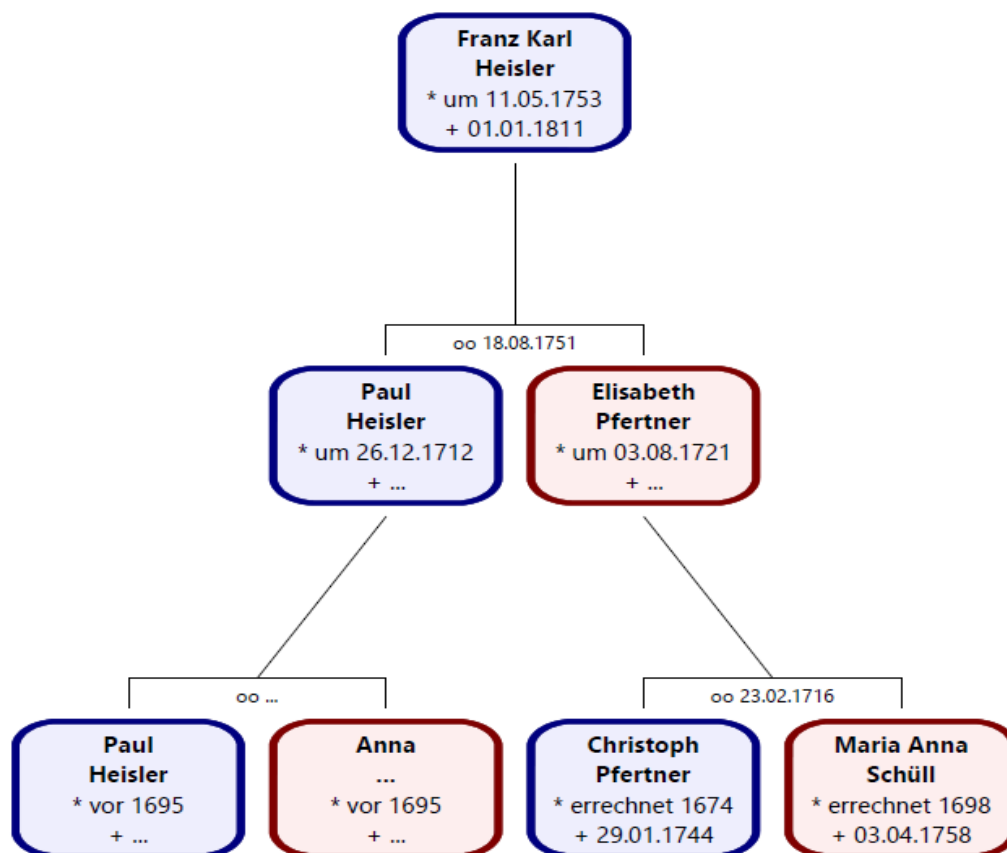 Franz Karl
Heisler
* um 11.05.1753
+ 01.01.1811
oo 18.08.1751
Paul
Heisler
* um 26.12.1712
+ ...
Elisabeth
Pfertner
* um 03.08.1721
+ ...
oo ...
oo 23.02.1716
Paul
Heisler
* vor 1695
+ ...
Anna
...
* vor 1695
+ ...
Christoph
Pfertner
* errechnet 1674
+ 29.01.1744
Maria Anna
Schüll
* errechnet 1698
+ 03.04.1758